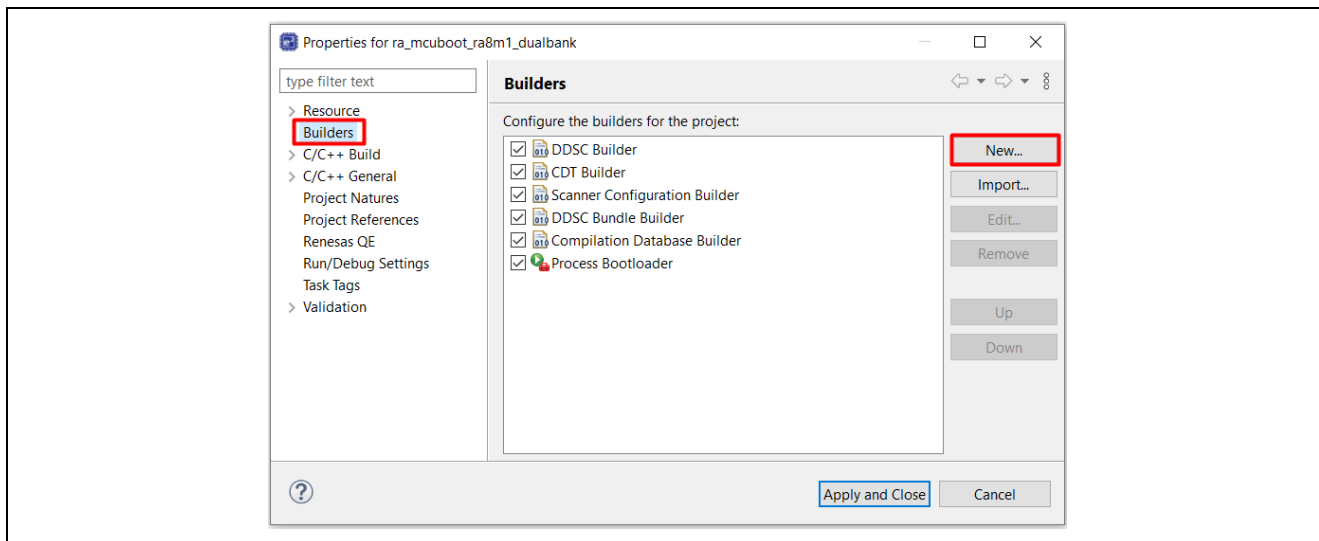 Properties for ra_mcuboot_ra8m1_dualbank
type filter text
Builders
Resource
Builders
C/C++ Build
C/C++ General
Project Natures
Project References
Renesas QE
Run/Debug Settings
Task Tags
Validation
Configure the builders for the project:
DDSC Builder
CDT Builder
Scanner Configuration Builder
DDSC Bundle Builder
Compilation Database Builder
Process Bootloader
New...
Import...
Edit...
Remove
Up
Down
Apply and Close
Cancel